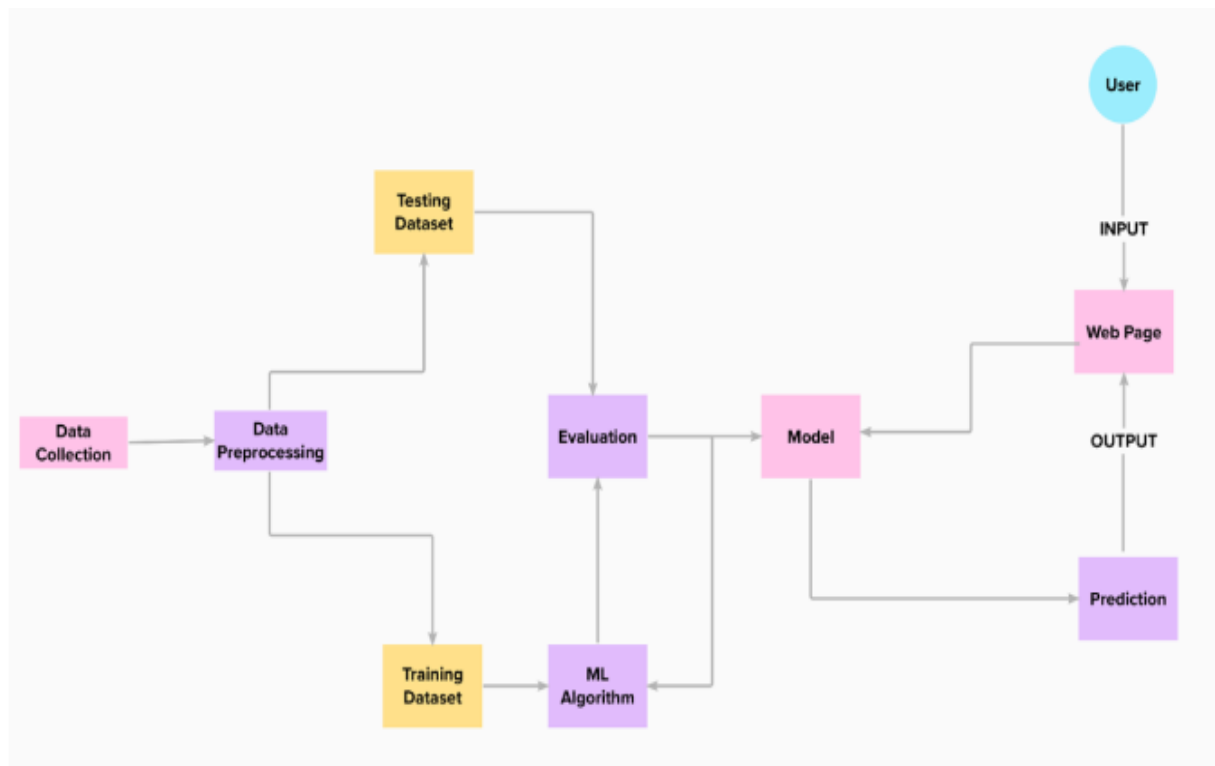 User
Testing
Dataset
INPUT
Web Page
Data
Collection
Data
Preprocessing
Evaluation
Model
OUTPUT
Prediction
Training
Dataset
ML
Algorithm